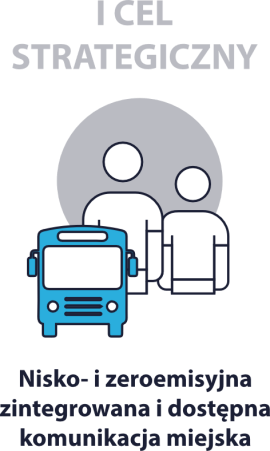 I CEL
STRATEGICZNY
Nisko- i zeroemisyjna
zintegrowana i dostępna
komunikacja miejska